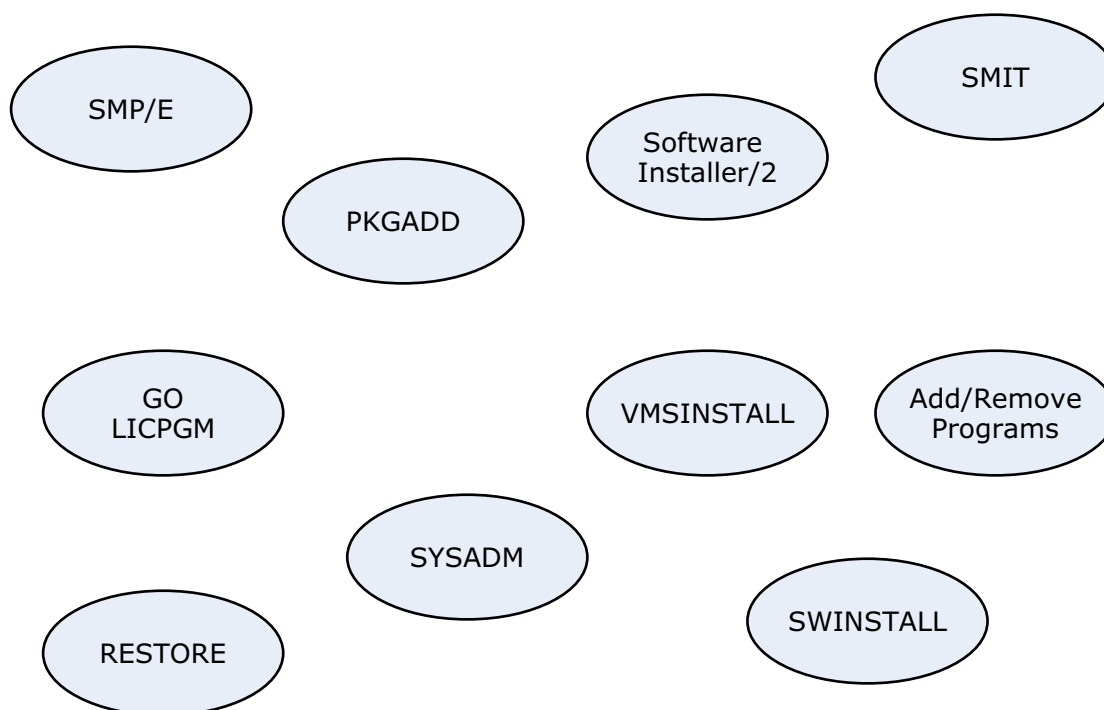 SMIT
SMP/E
Software
Installer/2
PKGADD
GO
LICPGM
VMSINSTALL
Add/Remove
Programs
SYSADM
SWINSTALL
RESTORE